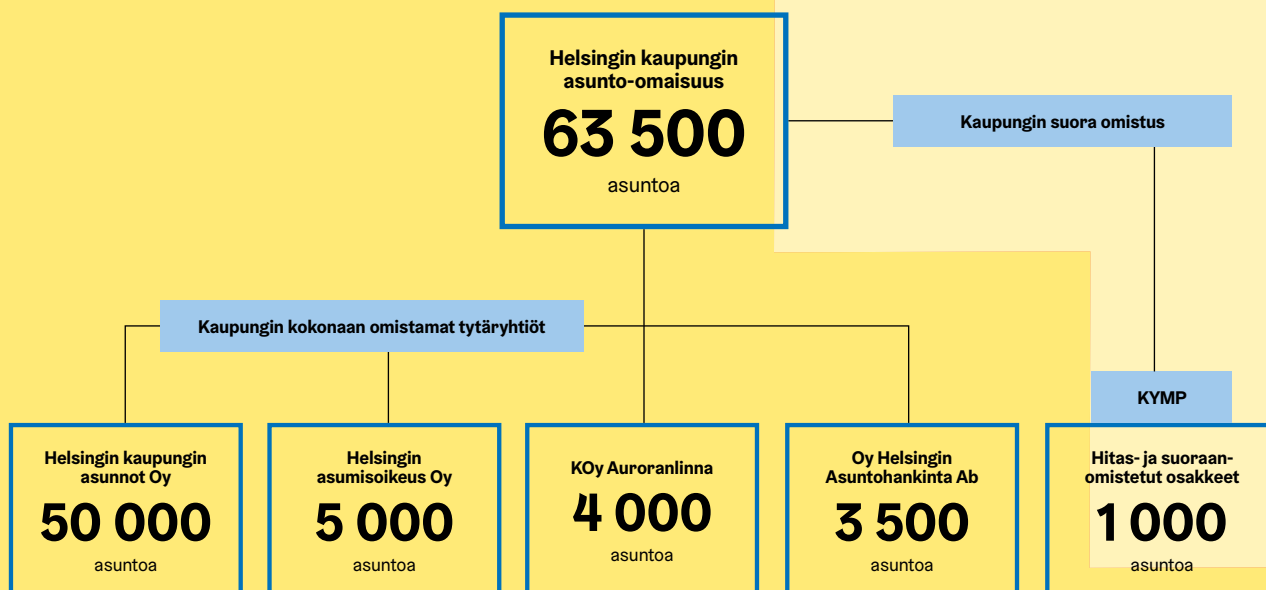 Helsingin kaupungin
asunto-omaisuus
63 500
asuntoa
Kaupungin suora omistus
Kaupungin kokonaan omistamat tytäryhtiöt
KYMP
Helsingin kaupungin
asunnot Oy
50 000
asuntoa
Helsingin
asumisoikeus Oy
5 000
asuntoa
KOy Auroranlinna
4 000
asuntoa
Oy Helsingin
Asuntohankinta Ab
3 500
asuntoa
Hitas- ja suoraan-
omistetut osakkeet
1 000
asuntoa